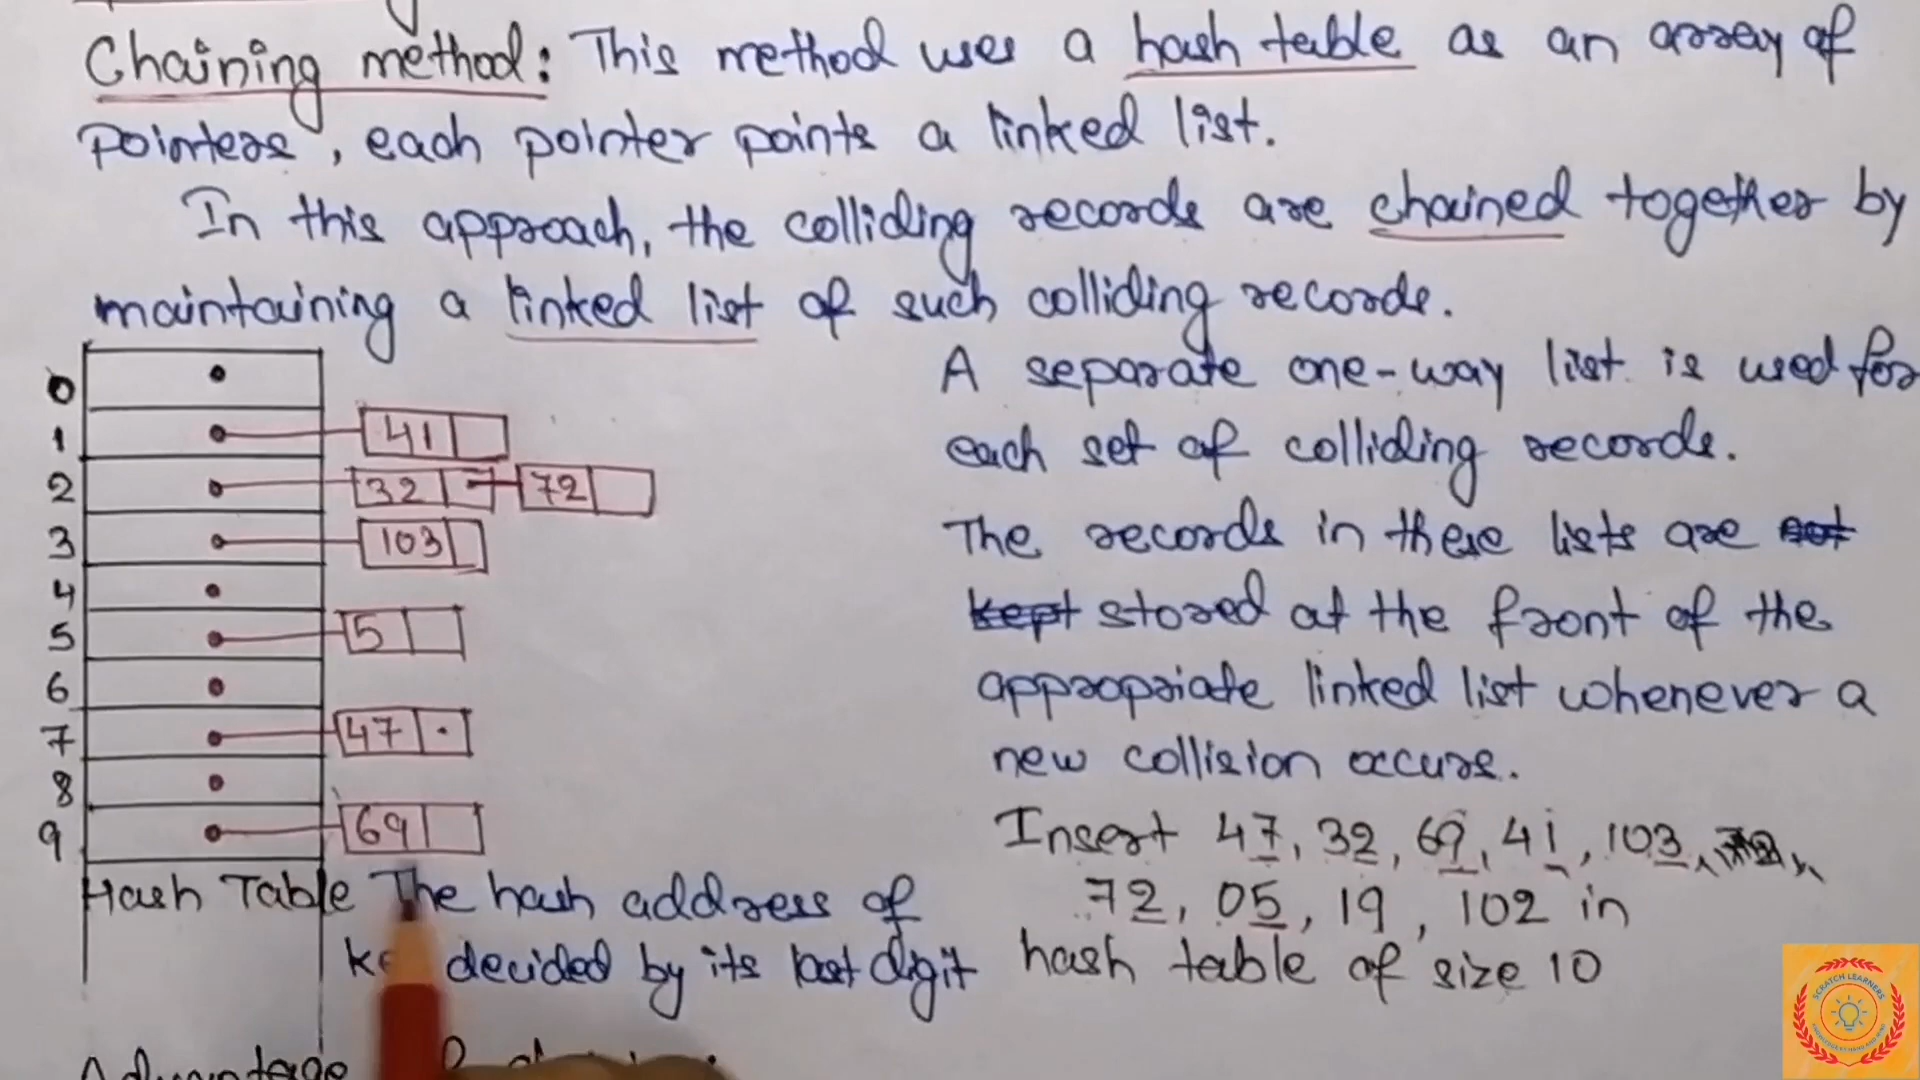 Chaining method: This method uses a hash table as an array of
pointers, each pointer points a linked list.
In this approach, the colliding records are chained together by
maintaining a linked list of such colliding records.
0
1 41
2 32 72
3 103
4
5 5
6
7 47
8
9 69
Hash Table
The hash address of
decided by its last digit
A separate one-way list is used for
each set of colliding records.
The records in these lists are not
kept stored at the front of the
appropriate linked list whenever a
new collision occurs.
Insert 47, 32, 69, 41, 103,
72, 05, 19, 102 in
hash table of size 10
SCRATCH LEARNERS